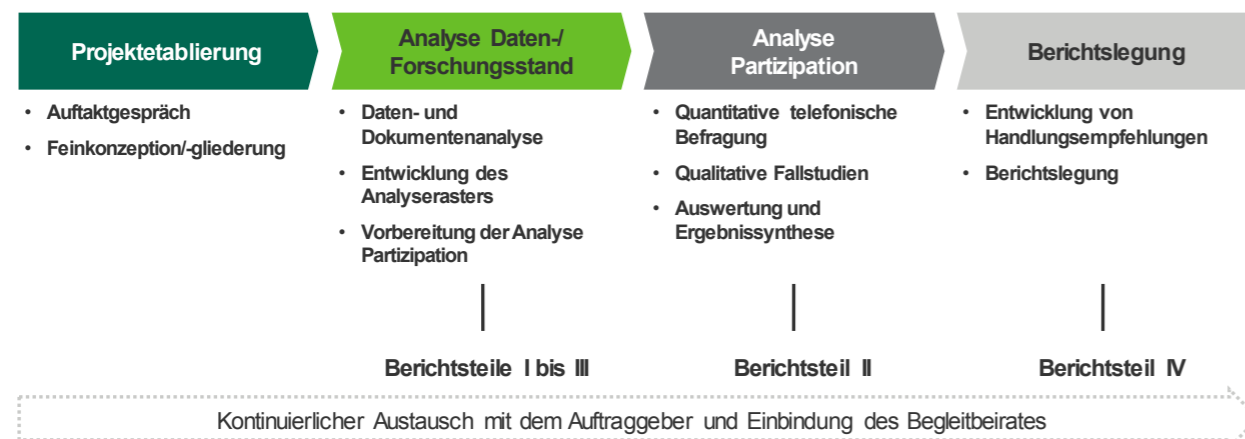 Projektetablierung
Analyse Daten-/
Forschungsstand
Analyse
Partizipation
Berichtslegung
• Auftaktgespräch
• Feinkonzeption/-gliederung
• Daten- und
Dokumentenanalyse
• Entwicklung des
Analyserasters
• Vorbereitung der Analyse
Partizipation
• Quantitative telefonische
Befragung
• Qualitative Fallstudien
• Auswertung und
Ergebnissynthese
• Entwicklung von
Handlungsempfehlungen
• Berichtslegung
Berichtsteile I bis III
Berichtsteil II
Berichtsteil IV
Kontinuierlicher Austausch mit dem Auftraggeber und Einbindung des Begleitbeirates